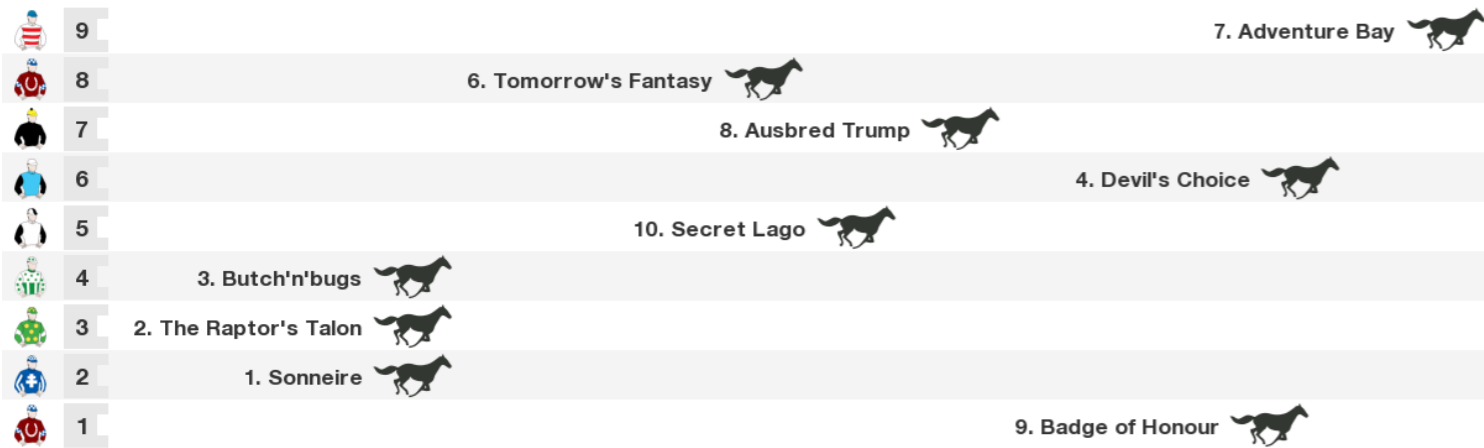 9 7. Adventure Bay
8 6. Tomorrow's Fantasy
7 8. Ausbred Trump
6 4. Devil's Choice
5 10. Secret Lago
4 3. Butch'n'bugs
3 2. The Raptor's Talon
2 1. Sonneire
1 9. Badge of Honour